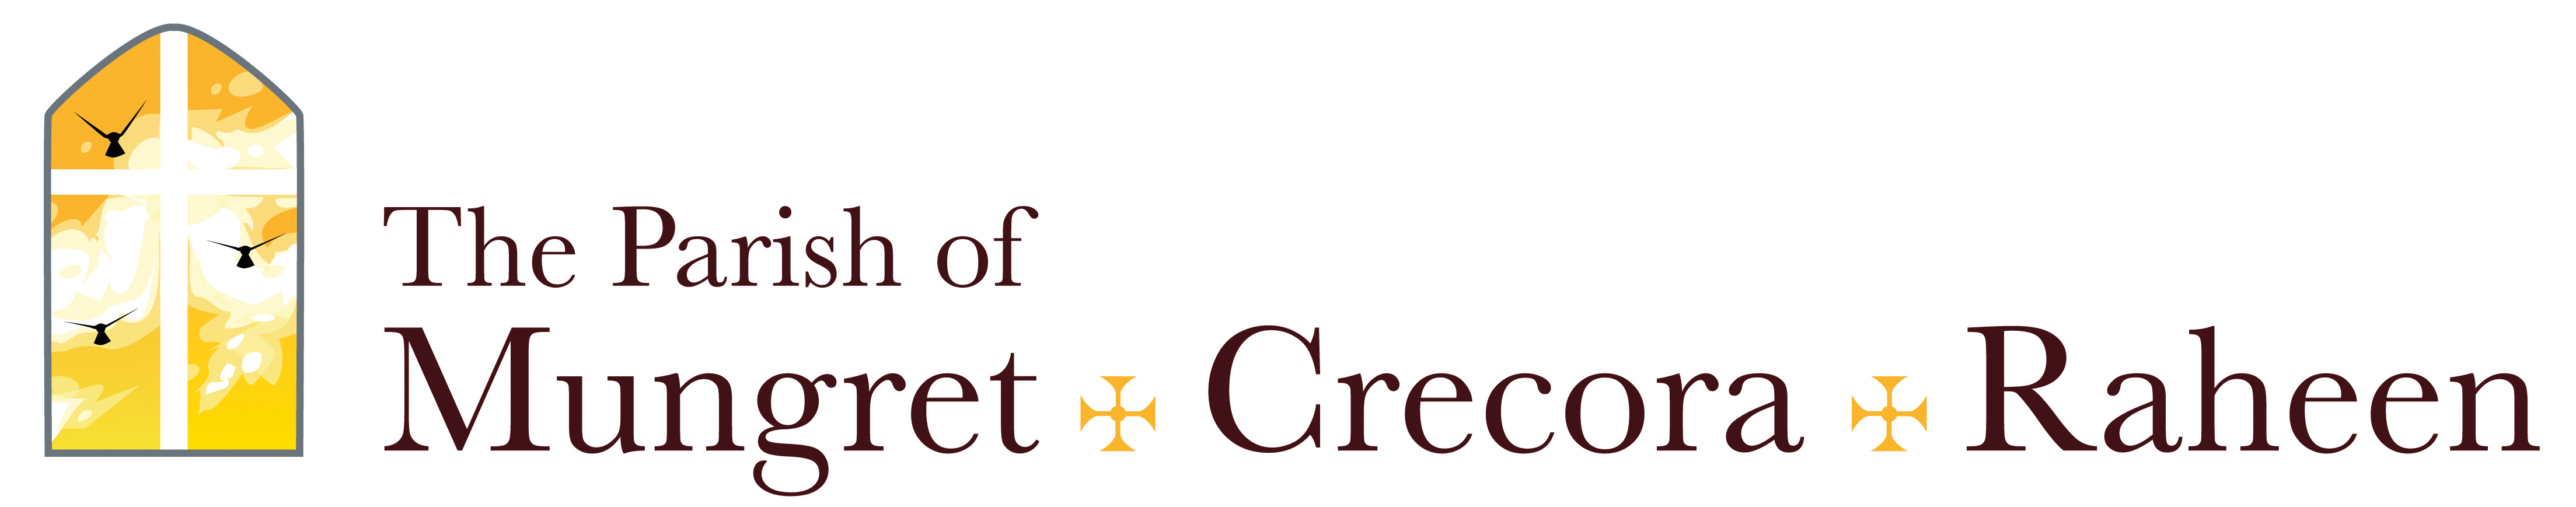 The Parish of
Mungret ✠ Crecora ✠ Raheen